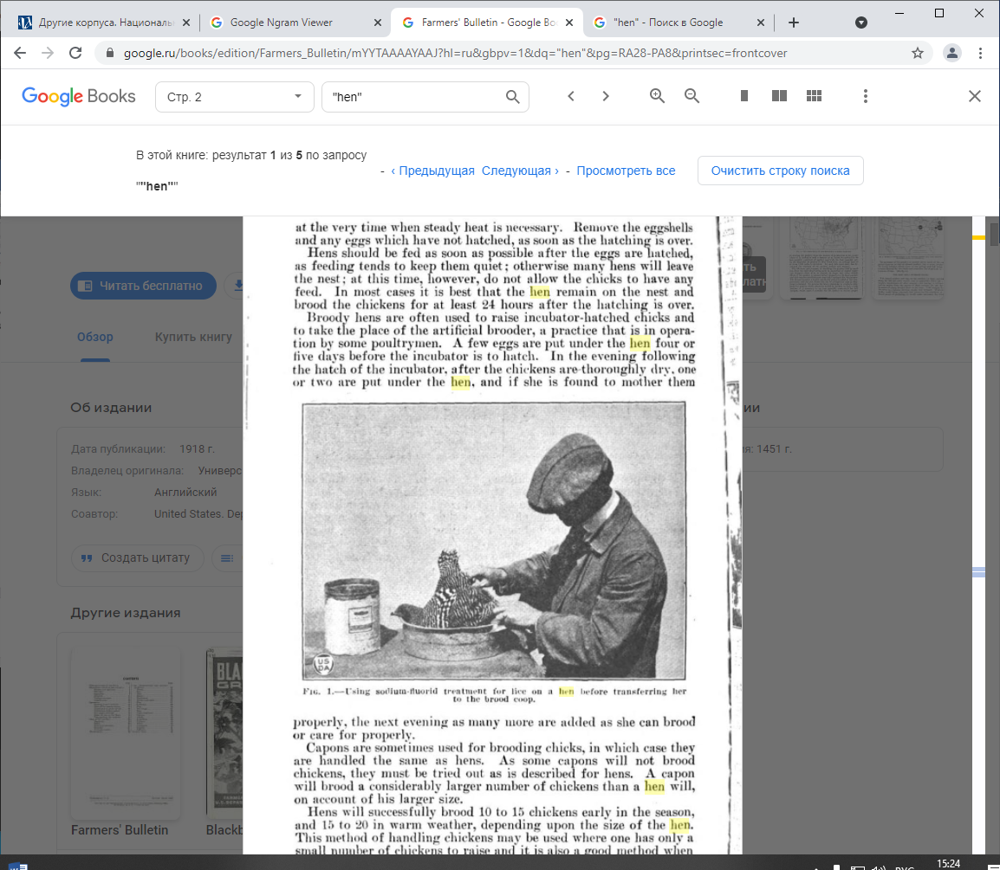 Другие корпуса. Националь
Google Ngram Viewer
Farmers' Bulletin - Google Bo
"hen" - Поиск в Google
google.ru/books/edition/Farmers_Bulletin/mYYTAAAAYAAJ?hl=ru&gbpv=1&dq="hen"&pg=RA28-PA8&printsec=frontcover
Google Books
Стр. 2
"hen"
В этой книге: результат 1 из 5 по запросу
""hen""
- ‹ Предыдущая Следующая › - Просмотреть все
Очистить строку поиска
at the very time when steady heat is necessary. Remove the eggshells
and any eggs which have not hatched, as soon as the hatching is over.
Hens should be fed as soon as possible after the eggs are hatched,
as feeding tends to keep them quiet; otherwise many hens will leave
the nest; at this time, however, do not allow the chicks to have any
feed. In most cases it is best that the hen remain on the nest and
brood the chickens for at least 24 hours after the hatching is over.
Broody hens are often used to raise incubator-hatched chicks and
to take the place of the artificial brooder, a practice that is in opera-
tion by some poultrymen. A few eggs are put under the hen four or
five days before the incubator is to hatch. In the evening following
the hatch of the incubator, after the chickens are thoroughly dry, one
or two are put under the hen, and if she is found to mother them
US
DA
FIG. 1.—Using sodium-fluorid treatment for lice on a hen before transferring her
to the brood coop.
properly, the next evening as many more are added as she can brood
or care for properly.
Capons are sometimes used for brooding chicks, in which case they
are handled the same as hens. As some capons will not brood
chickens, they must be tried out as is described for hens. A capon
will brood a considerably larger number of chickens than a hen will,
on account of his larger size.
Hens will successfully brood 10 to 15 chickens early in the season,
and 15 to 20 in warm weather, depending upon the size of the hen.
This method of handling chickens may be used where one has only a
small number of chickens to raise and it is also a good method when
Читать бесплатно
Обзор
Купить книгу
Об издании
Дата публикации: 1918 г.
Владелец оригинала: Универс
Язык: Английский
Соавтор: United States. Dep
Создать цитату
ии
я: 1451 г.
Другие издания
BLA
GR
Farmers' Bulletin
Blackb
15:24
РУС